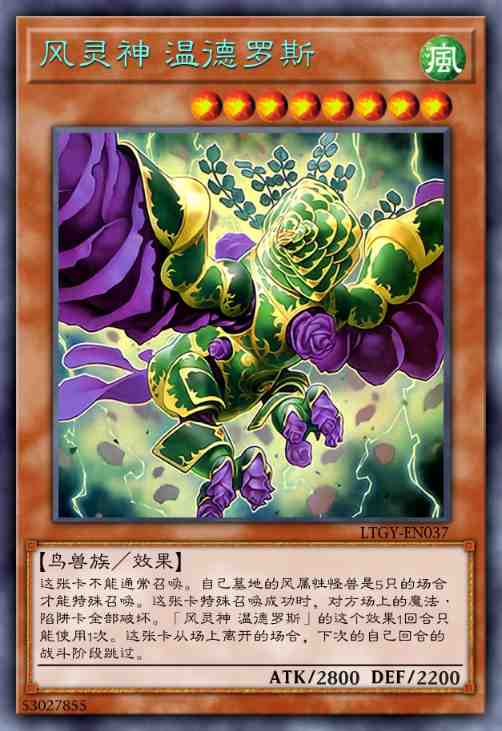 风灵神 温德罗斯
風
LTGY-EN037
【鸟兽族／效果】
这张卡不能通常召唤。自己墓地的风属性怪兽是5只的场合
才能特殊召唤。这张卡特殊召唤成功时，对方场上的魔法·
陷阱卡全部破坏。「风灵神 温德罗斯」的这个效果1回合只
能使用1次。这张卡从场上离开的场合，下次的自己回合的
战斗阶段跳过。
ATK/2800 DEF/2200
53027855